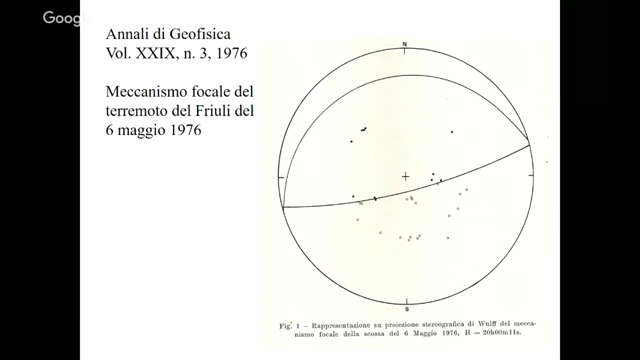 Goog
Annali di Geofisica
Vol. XXIX, n. 3, 1976
Meccanismo focale del
terremoto del Friuli del
6 maggio 1976
N
S
Fig. 1 – Rappresentazione su proiezione stereografica di Wulff del mecca-
nismo focale della scossa del 6 Maggio 1976, H = 20h00m11s.